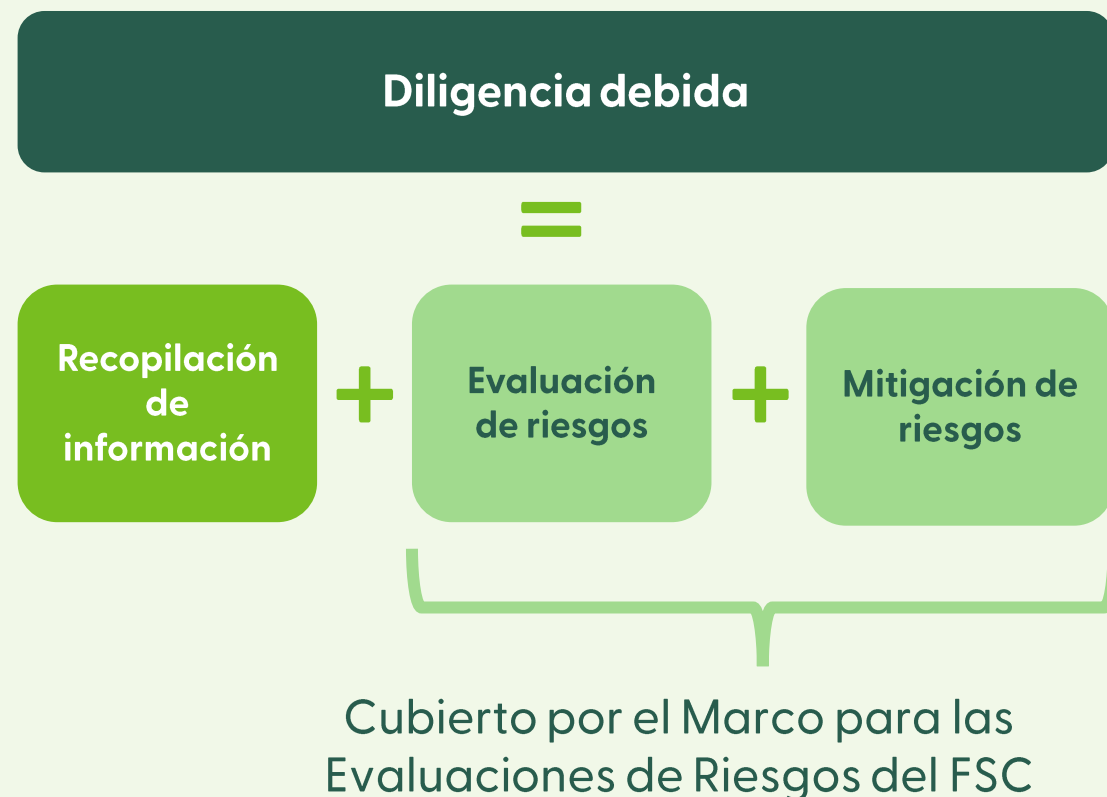 Diligencia debida
=
Recopilación
de
información
+
Evaluación
de riesgos
+
Mitigación de
riesgos
Cubierto por el Marco para las
Evaluaciones de Riesgos del FSC